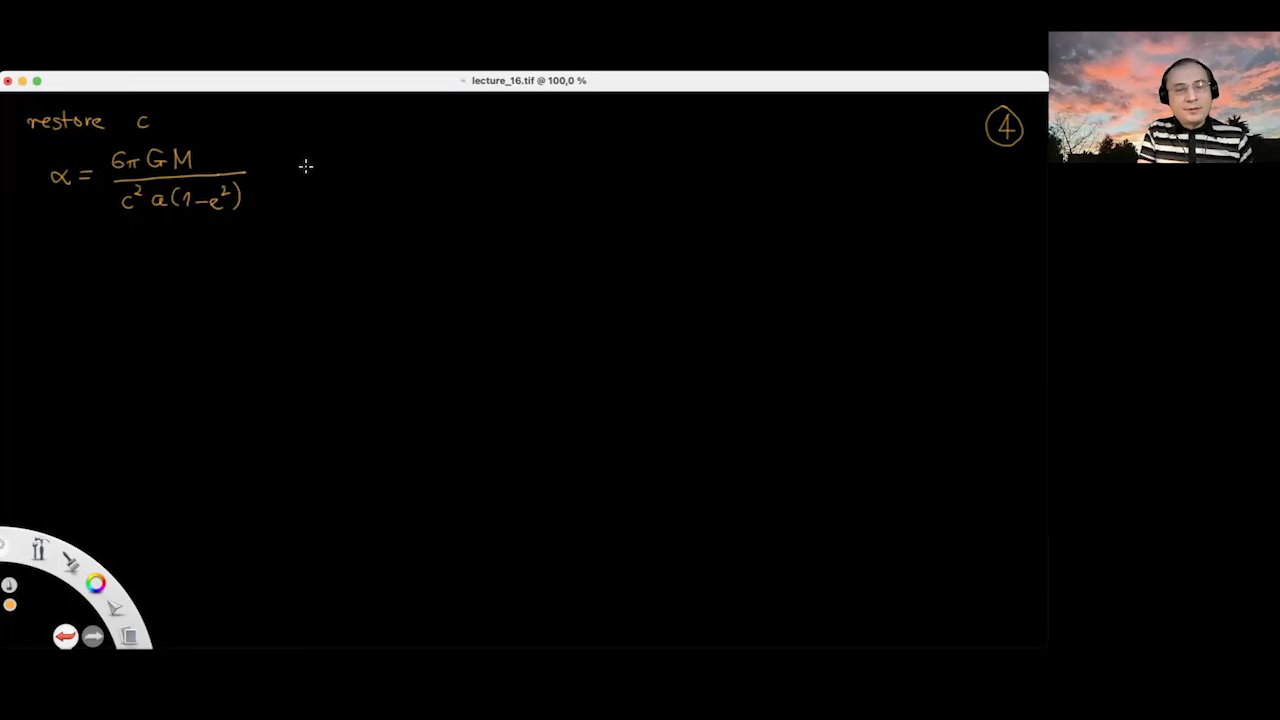 lecture_16.tif @ 100,0 %
restore c
④
α = 6π G M / c² a(1-e²)